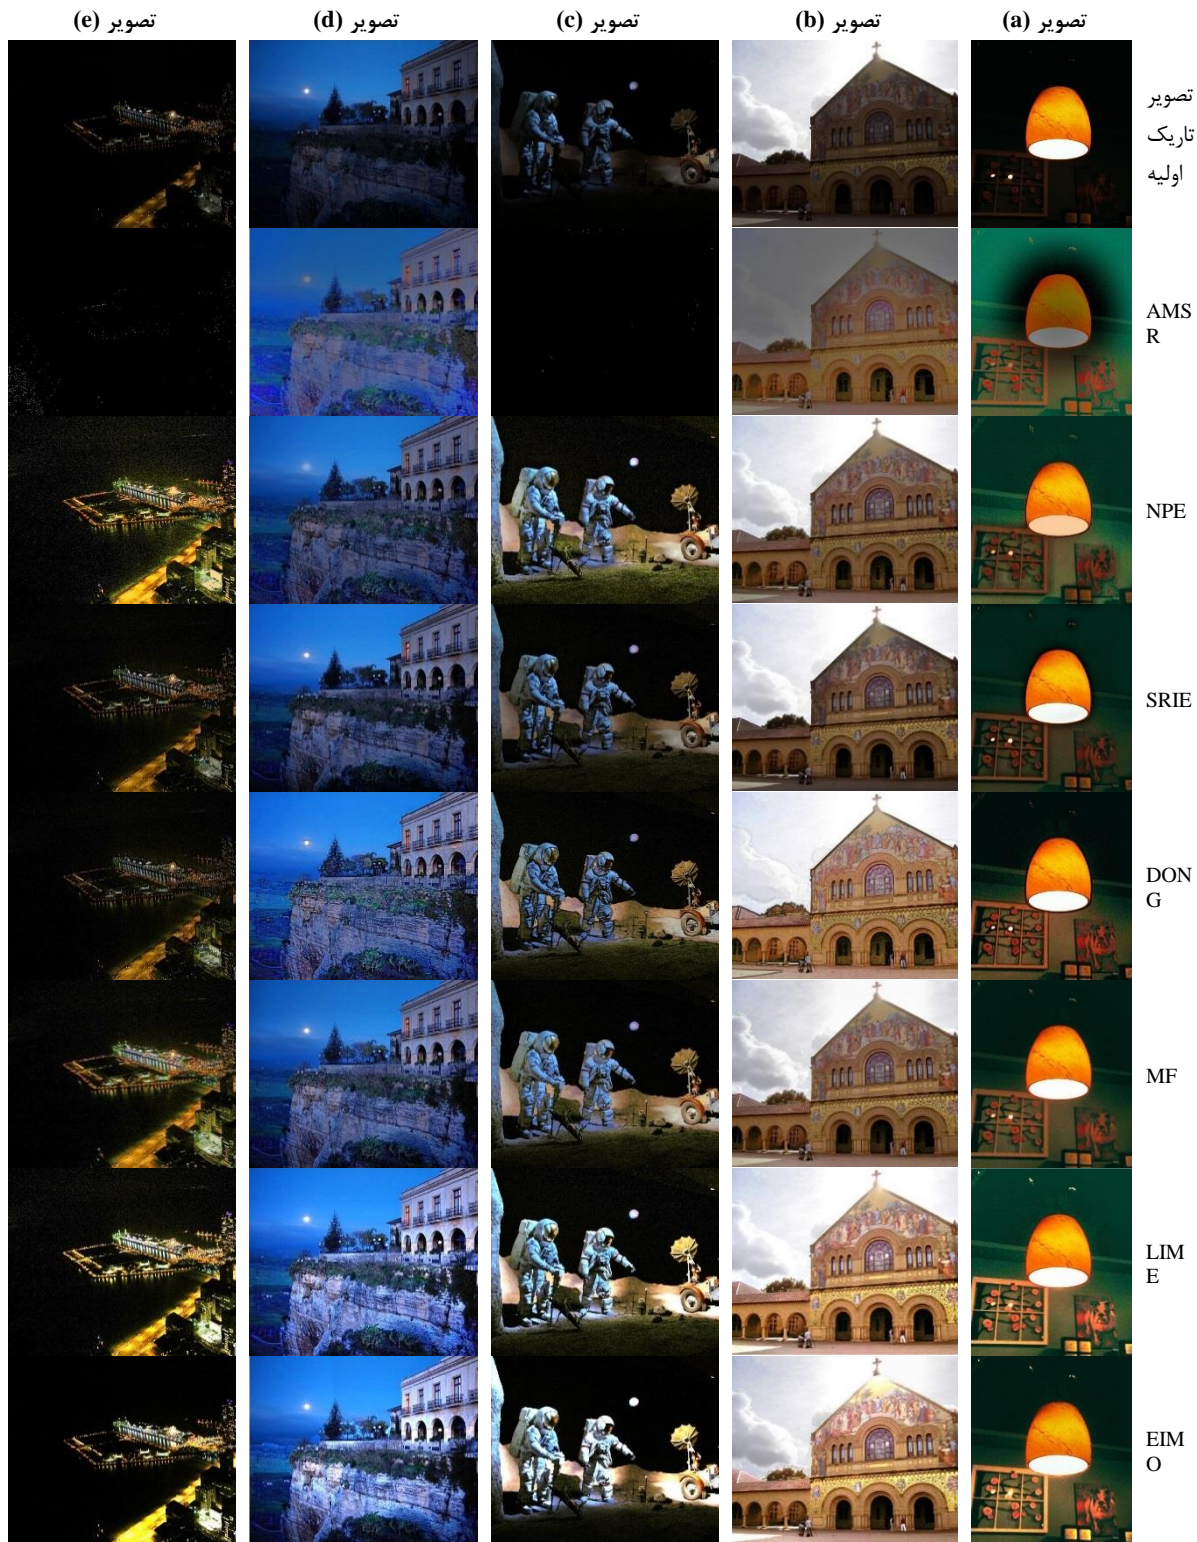 تصویر (a)
تصویر (b)
تصویر (c)
تصویر (d)
تصویر (e)
تصویر
تاریک
اولیه
AMS
R
NPE
SRIE
DON
G
MF
LIM
E
EIM
O